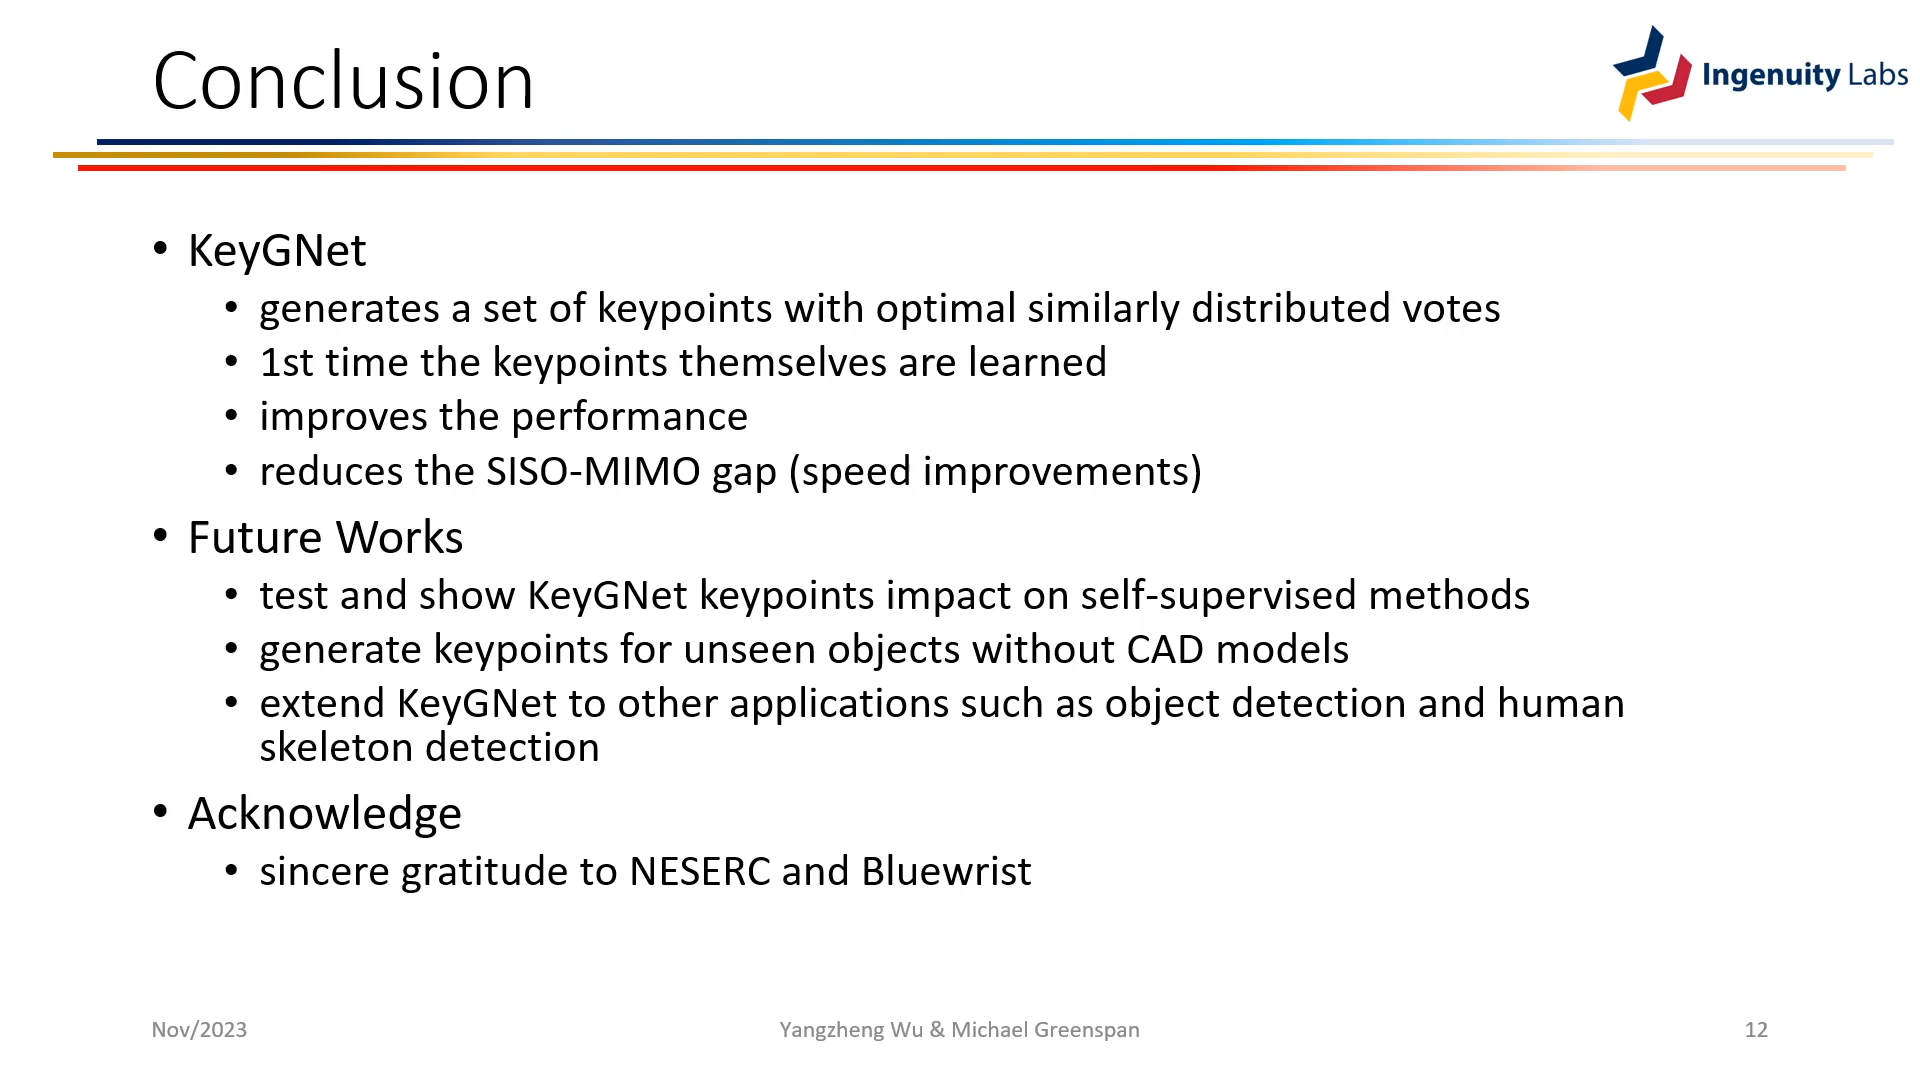 Conclusion
Ingenuity Labs
• KeyGNet
• generates a set of keypoints with optimal similarly distributed votes
• 1st time the keypoints themselves are learned
• improves the performance
• reduces the SISO-MIMO gap (speed improvements)
• Future Works
• test and show KeyGNet keypoints impact on self-supervised methods
• generate keypoints for unseen objects without CAD models
• extend KeyGNet to other applications such as object detection and human
skeleton detection
• Acknowledge
• sincere gratitude to NESERC and Bluewrist
Nov/2023
Yangzheng Wu & Michael Greenspan
12